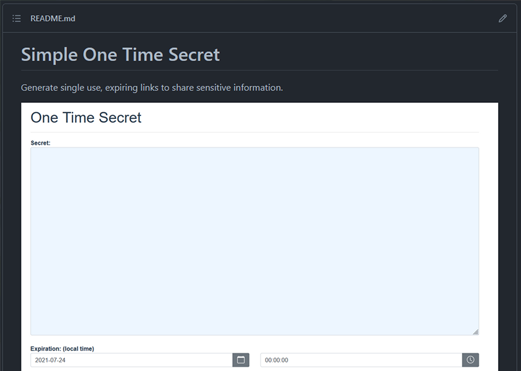 README.md
Simple One Time Secret
Generate single use, expiring links to share sensitive information.
One Time Secret
Secret:
Expiration: (local time)
2021-07-24
00:00:00